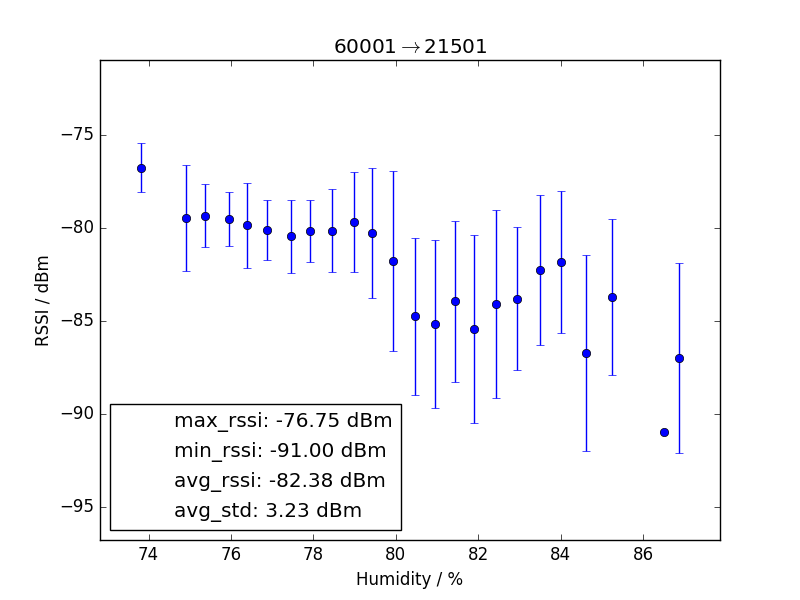 60001→21501
−75
−80
−85
−90
−95
RSSI / dBm
max_rssi: -76.75 dBm
min_rssi: -91.00 dBm
avg_rssi: -82.38 dBm
avg_std: 3.23 dBm
74 76 78 80 82 84 86
Humidity / %